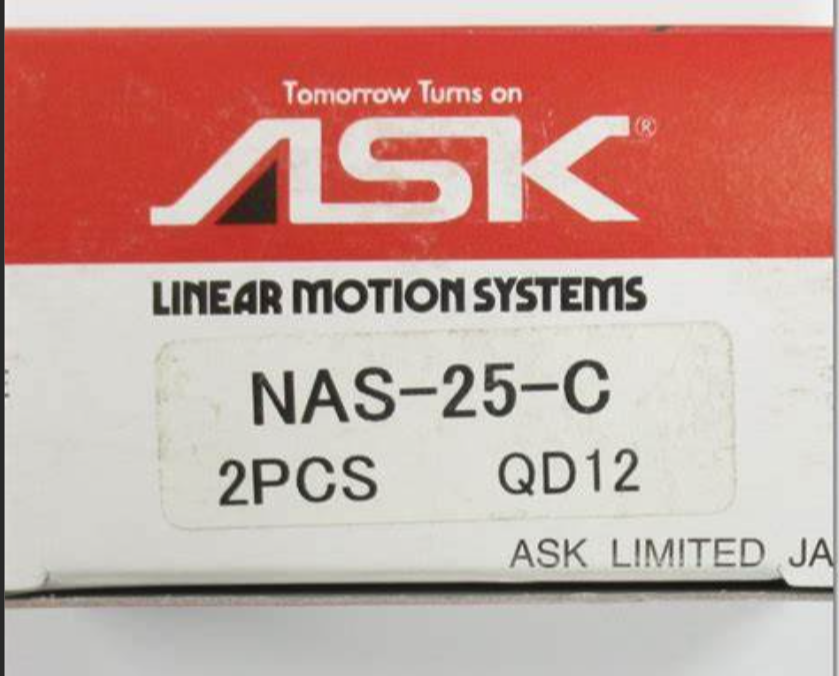 Tomorrow Turns on
ASK®
LINEAR MOTION SYSTEMS
NAS-25-C
2PCS QD12
ASK LIMITED JA